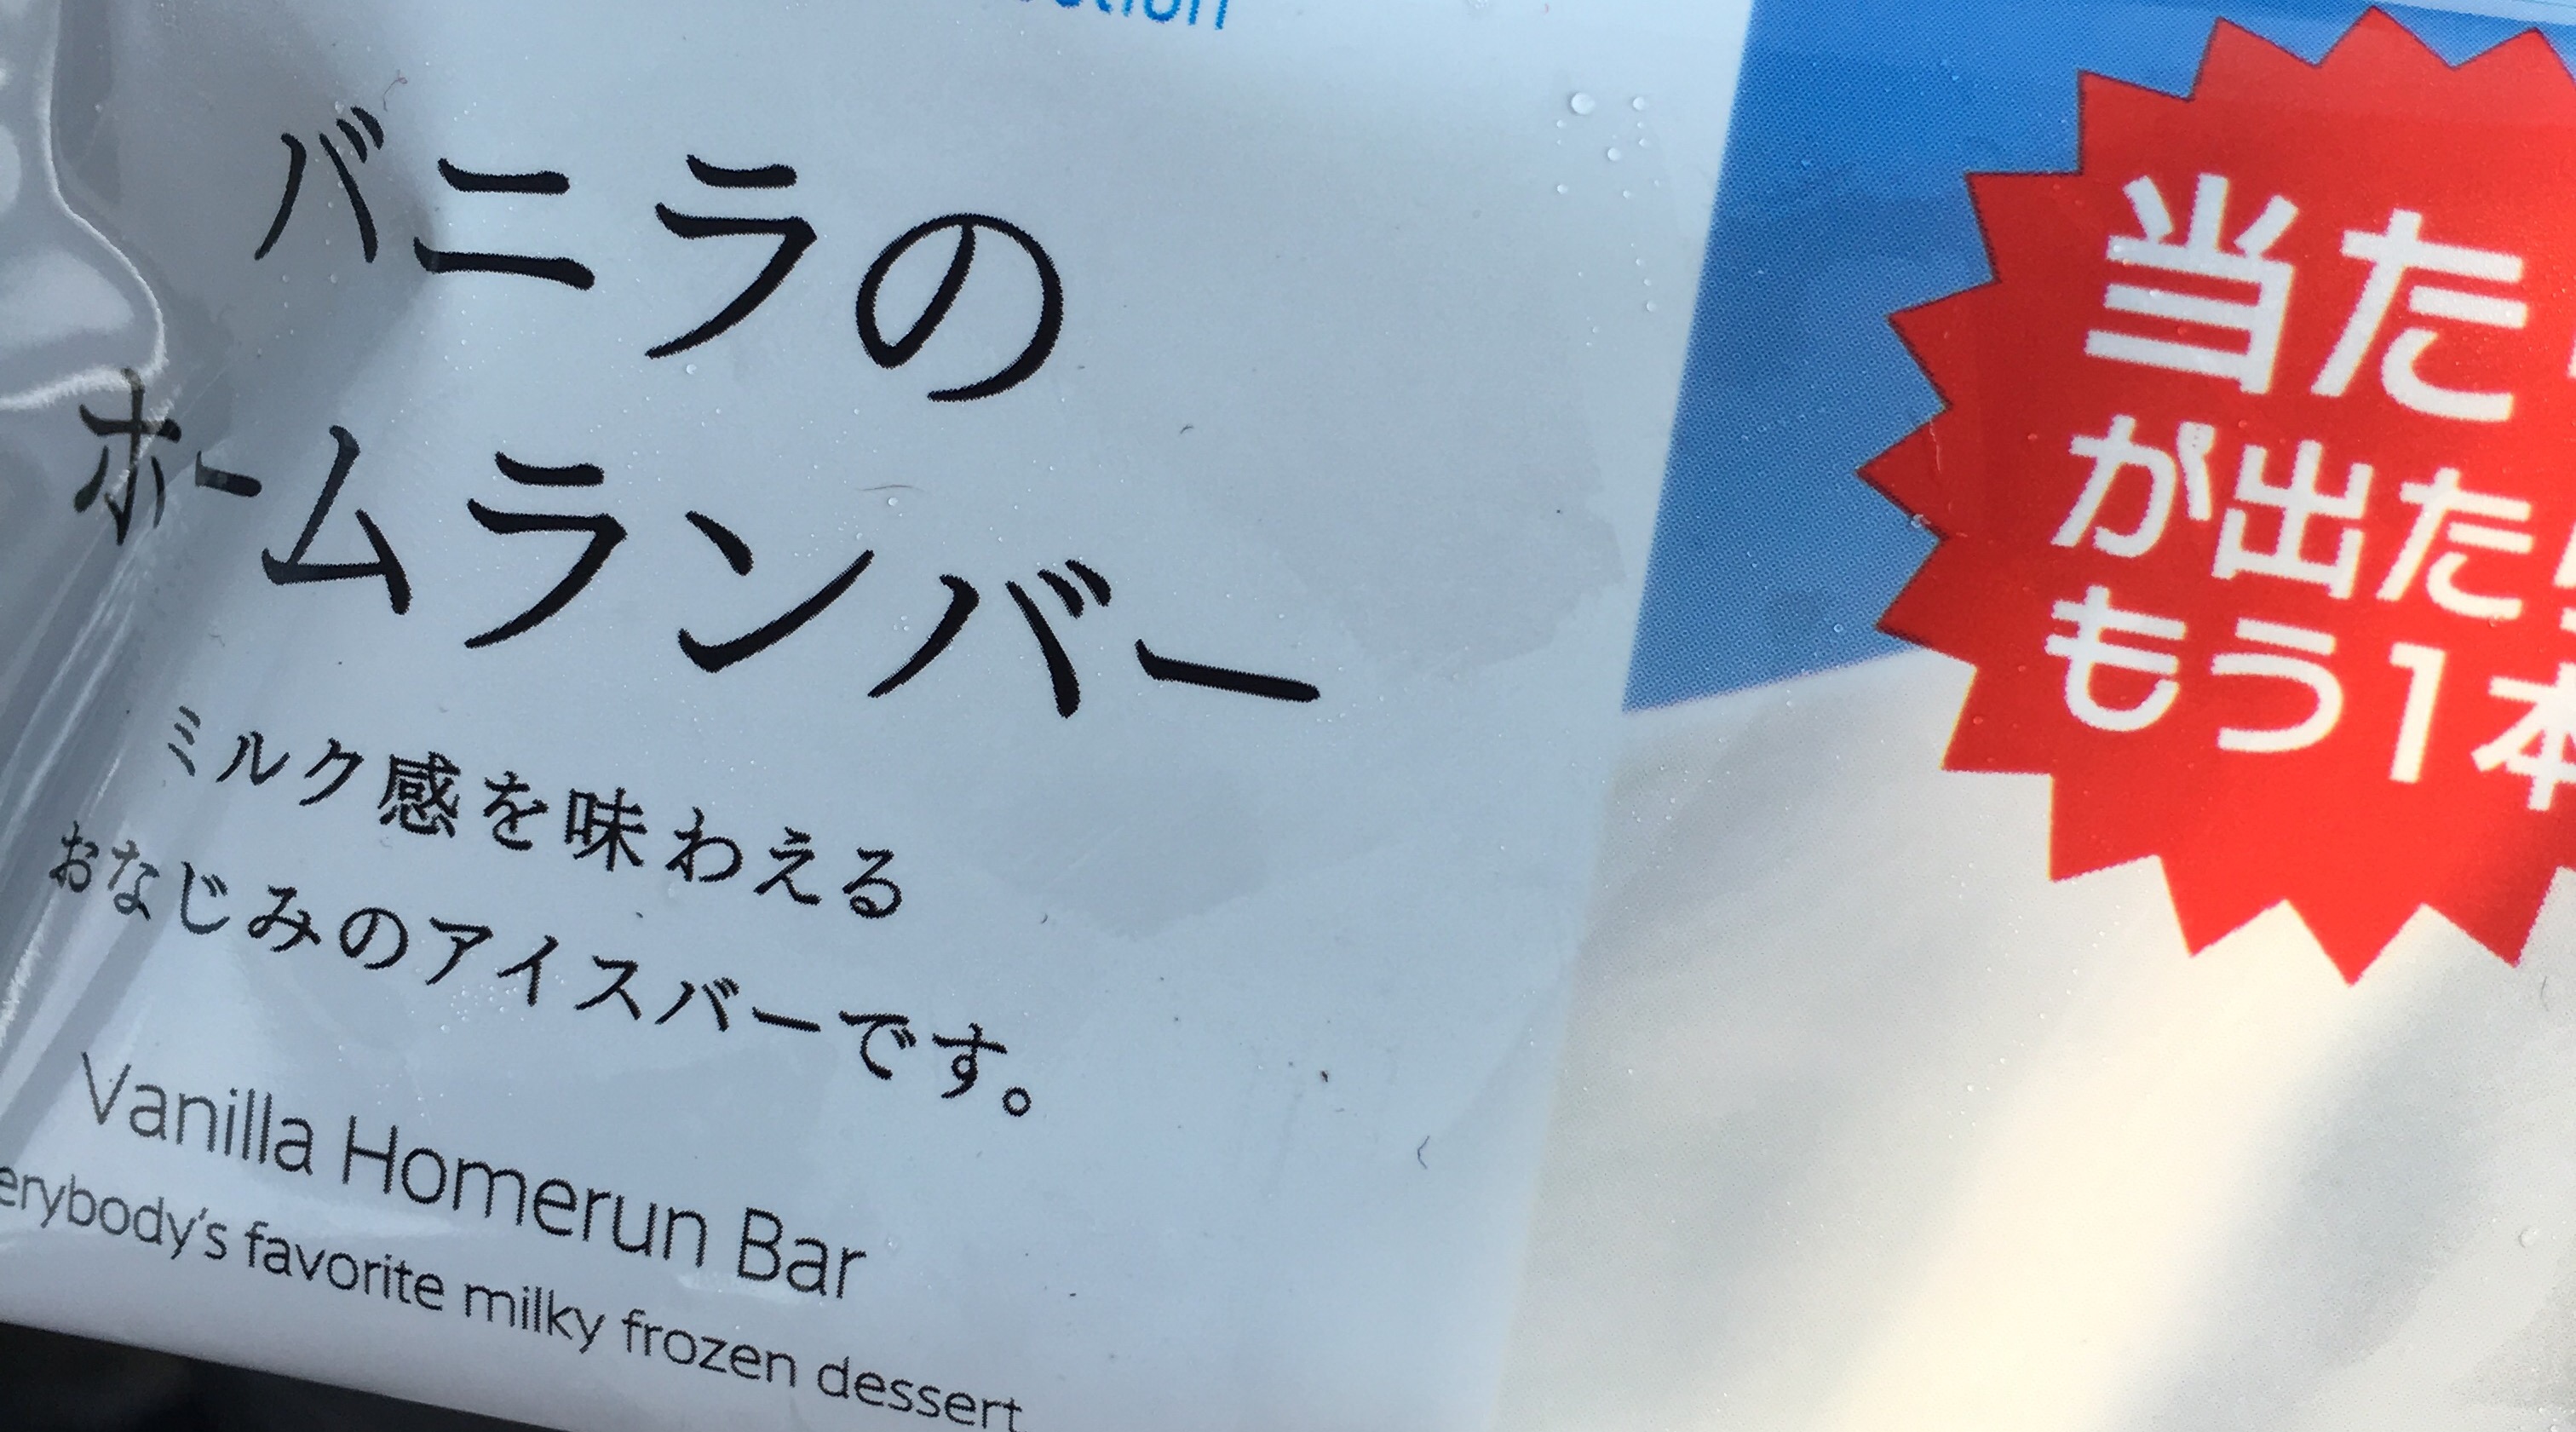 バニラの
ホームランバー
ミルク感を味わえる
おなじみのアイスバーです。
Vanilla Homerun Bar
erybody's favorite milky frozen dessert
当た
が出た
もう1本